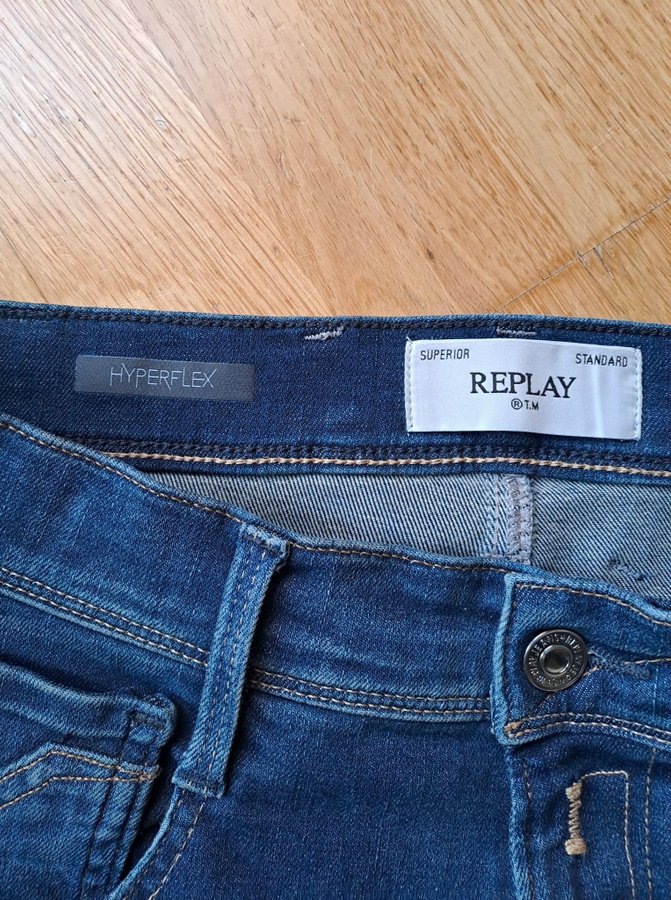 HYPERFLEX
SUPERIOR STANDARD
REPLAY
® T.M